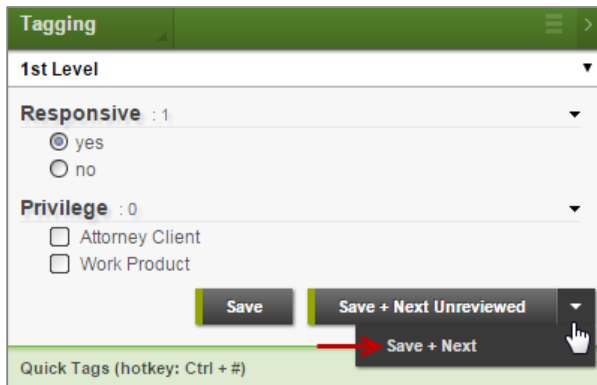 Tagging
1st Level
Responsive : 1
yes
no
Privilege : 0
Attorney Client
Work Product
Save Save + Next Unreviewed
Save + Next
Quick Tags (hotkey: Ctrl + #)